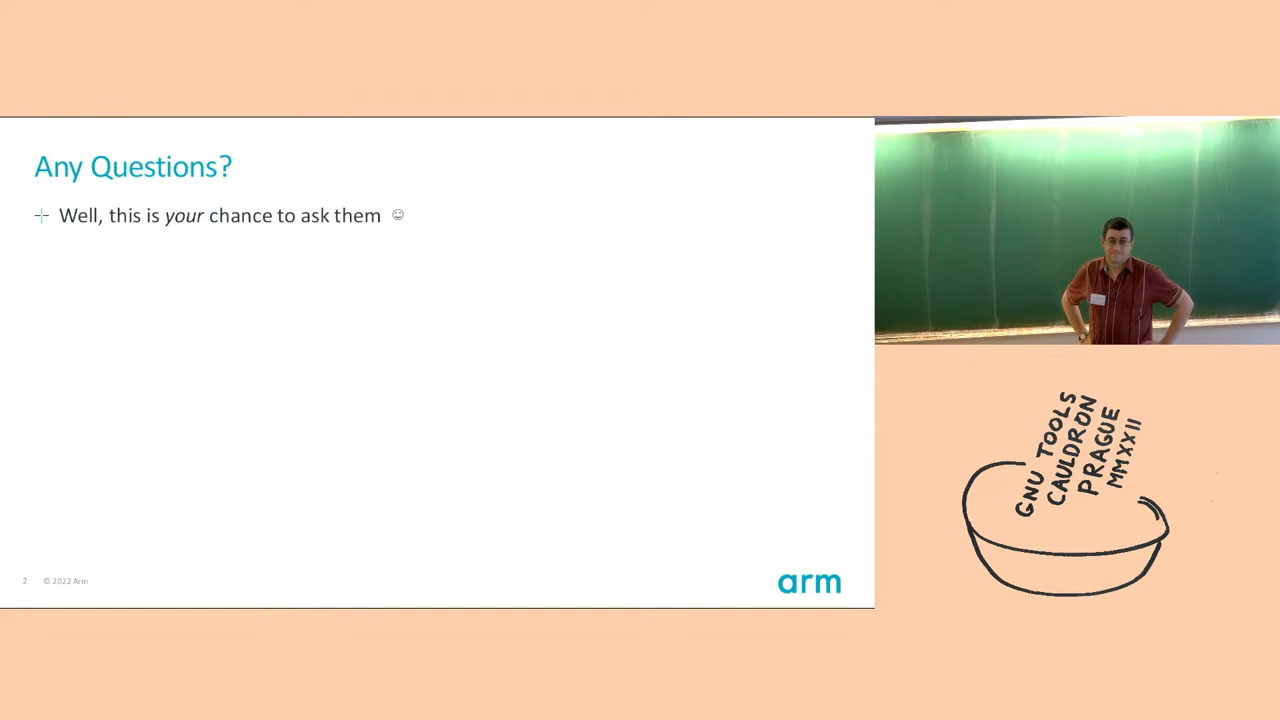 Any Questions?
Well, this is your chance to ask them ☺
2 © 2022 Arm
arm
GNU TOOLS
CAULDRON
PRAGUE
MMXXII